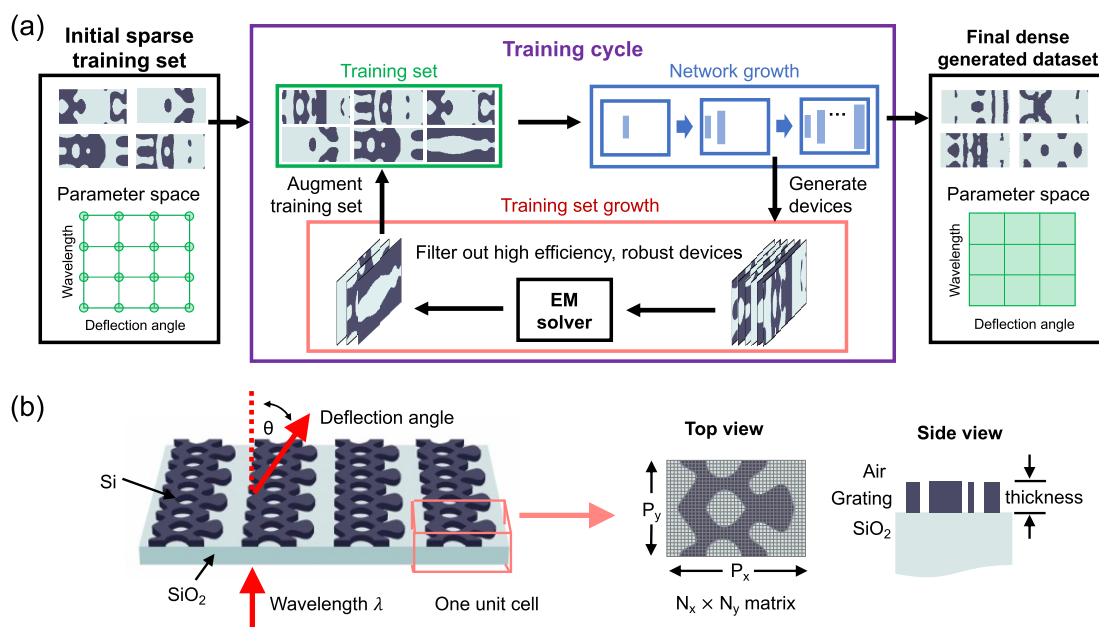 (a)
Initial sparse
training set
Parameter space
Wavelength
Deflection angle
Training cycle
Training set
Network growth
...
Augment
training set
Generate
devices
Training set growth
Filter out high efficiency, robust devices
EM
solver
Final dense
generated dataset
Parameter space
Wavelength
Deflection angle
(b)
θ
Deflection angle
Si
SiO₂
Wavelength λ
One unit cell
Top view
Pᵧ
Pₓ
Nₓ × Nᵧ matrix
Side view
Air
Grating
SiO₂
thickness